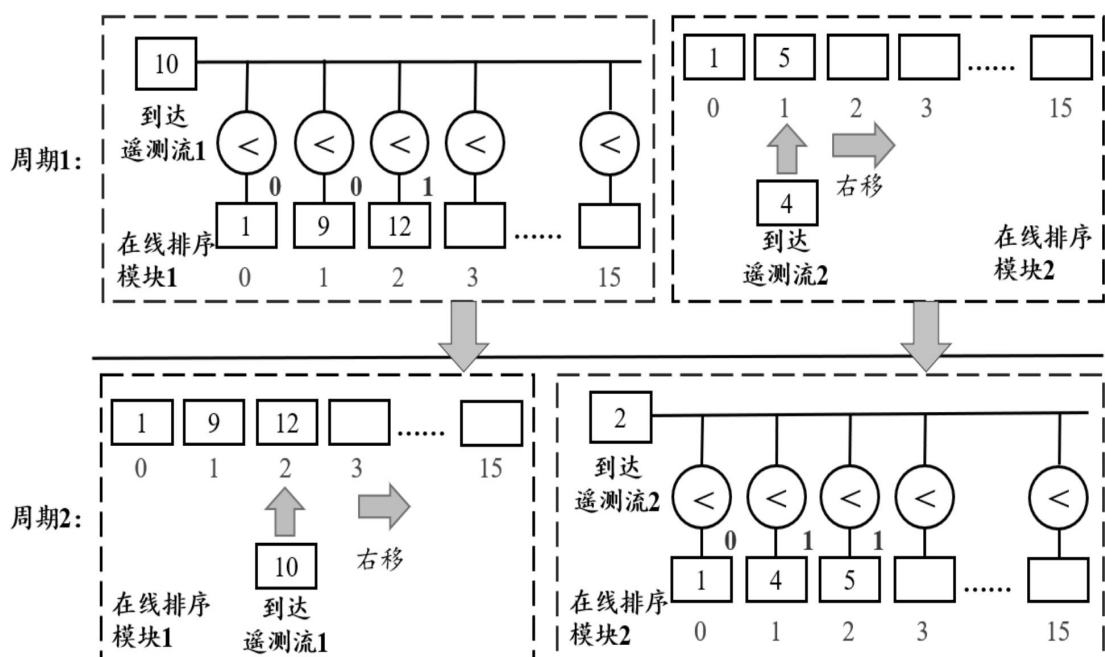 10
到达
遥测流1
< < < < <
0 0 1
1 9 12 ......
在线排序
模块1
0 1 2 3 15
1 5 ......
0 1 2 3 15
右移
4
到达
遥测流2
在线排序
模块2
周期1:
1 9 12 ......
0 1 2 3 15
右移
10
到达
遥测流1
在线排序
模块1
2
到达
遥测流2
< < < < <
0 1 1
1 4 5 ......
在线排序
模块2
0 1 2 3 15
周期2: